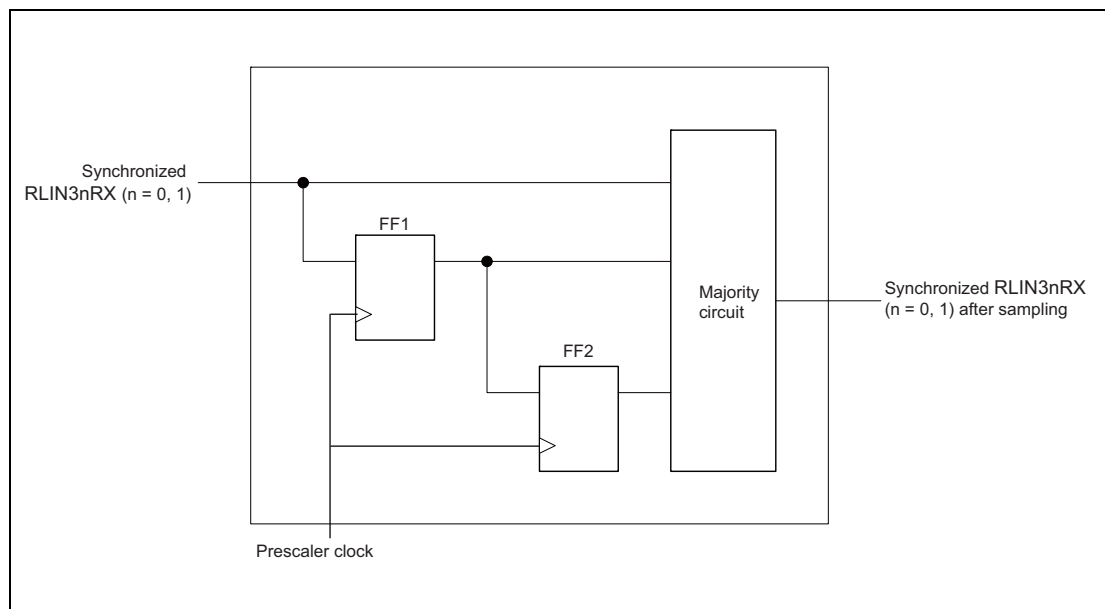 Synchronized
RLIN3nRX (n = 0, 1)
FF1
FF2
Majority
circuit
Synchronized RLIN3nRX
(n = 0, 1) after sampling
Prescaler clock